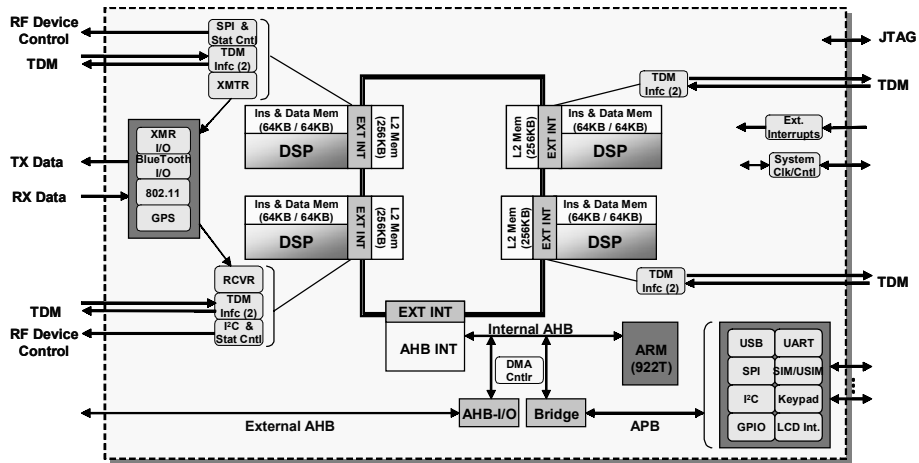 RF Device
Control
TDM
SPI &
Stat Cntl
TDM
Infc (2)
XMTR
JTAG
TDM
Infc (2)
TDM
Ext.
Interrupts
System
Clk/Cntl
TX Data
RX Data
XMR
I/O
BlueTooth
I/O
802.11
GPS
Ins & Data Mem
(64KB / 64KB)
DSP
EXT INT
L2 Mem
(256KB)
L2 Mem
(256KB)
EXT INT
Ins & Data Mem
(64KB / 64KB)
DSP
Ins & Data Mem
(64KB / 64KB)
DSP
EXT INT
L2 Mem
(256KB)
L2 Mem
(256KB)
EXT INT
Ins & Data Mem
(64KB / 64KB)
DSP
RCVR
TDM
Infc (2)
I²C &
Stat Cntl
TDM
RF Device
Control
TDM
Infc (2)
TDM
EXT INT
AHB INT
Internal AHB
DMA
Cntlr
ARM
(922T)
AHB-I/O
Bridge
External AHB
APB
USB
UART
SPI
SIM/USIM
I²C
Keypad
GPIO
LCD Int.